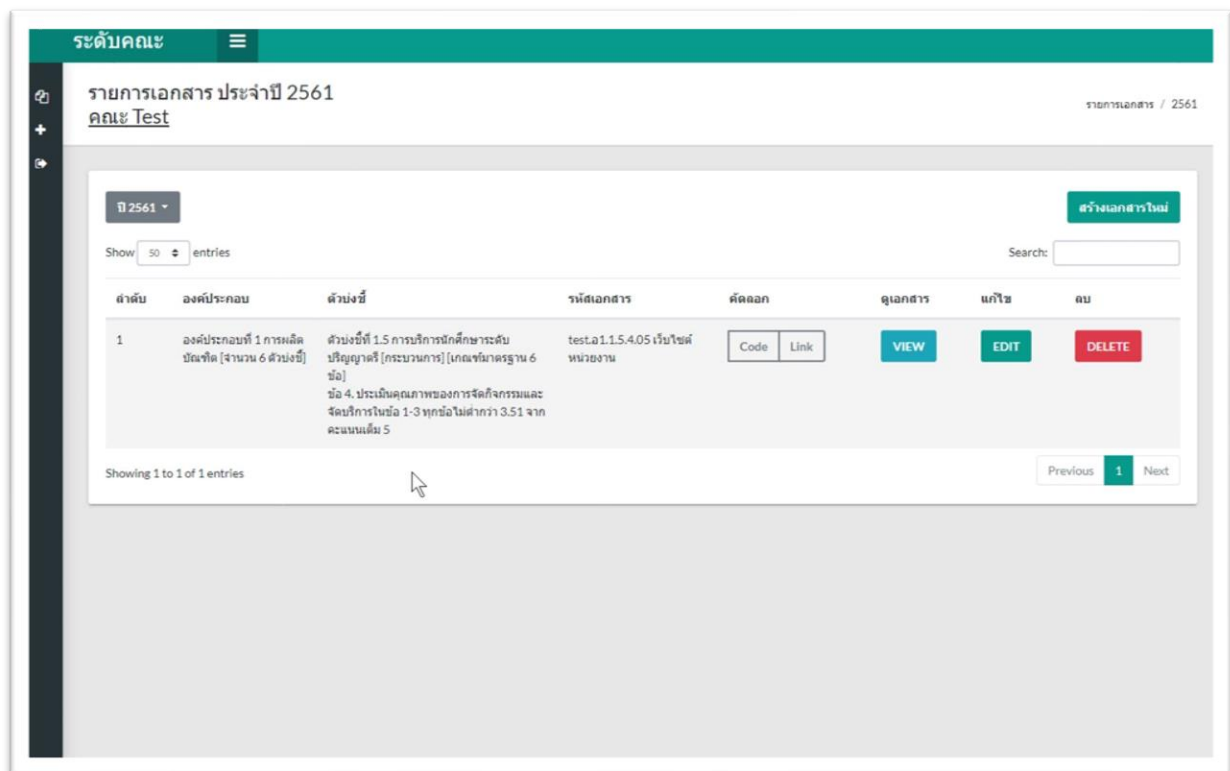 ระดับคณะ
รายการเอกสาร ประจำปี 2561
คณะ Test
รายการเอกสาร / 2561
ปี 2561
สร้างเอกสารใหม่
Show 50 entries
Search:
ลำดับ องค์ประกอบ ตัวบ่งชี้ รหัสเอกสาร คัดลอก ดูเอกสาร แก้ไข ลบ
1 องค์ประกอบที่ 1 การผลิต ตัวบ่งชี้ที่ 1.5 การบริการนักศึกษาระดับ test.อ1.1.5.4.05 เว็บไซต์ Code Link VIEW EDIT DELETE
บัณฑิต [จำนวน 6 ตัวบ่งชี้] ปริญญาตรี [กระบวนการ] [เกณฑ์มาตรฐาน 6 หน่วยงาน
ข้อ]
ข้อ 4. ประเมินคุณภาพของการจัดกิจกรรมและ
จัดบริการในข้อ 1-3 ทุกข้อไม่ต่ำกว่า 3.51 จาก
คะแนนเต็ม 5
Showing 1 to 1 of 1 entries
Previous 1 Next